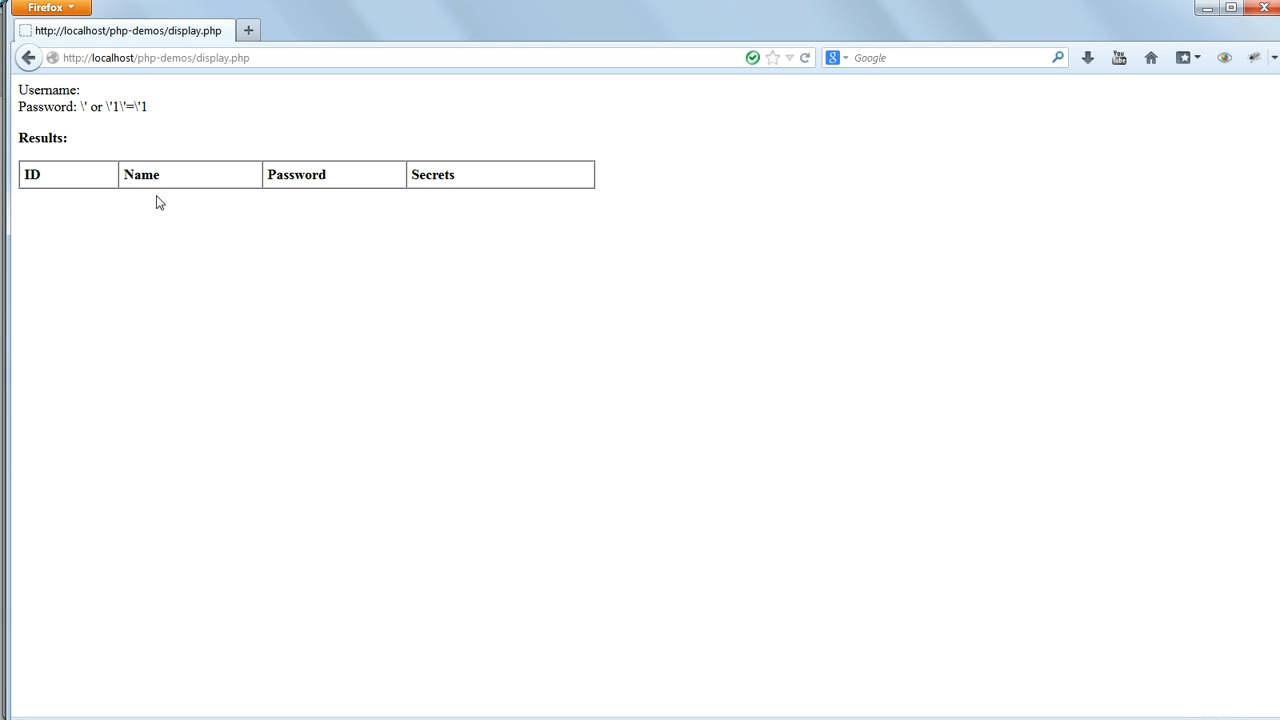 Firefox
http://localhost/php-demos/display.php
http://localhost/php-demos/display.php
Google
Username:
Password: \' or \'1\'=\'1
Results:
ID Name Password Secrets